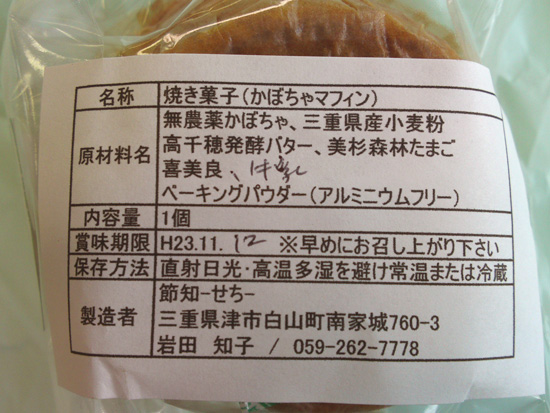 名称 焼き菓子(かぼちゃマフィン)
原材料名 無農薬かぼちゃ、三重県産小麦粉
高千穂発酵バター、美杉森林たまご
喜美良、牛乳
ベーキングパウダー(アルミニウムフリー)
内容量 1個
賞味期限 H23.11.12 ※早めにお召し上がり下さい
保存方法 直射日光・高温多湿を避け常温または冷蔵
製造者 節知-せち-
三重県津市白山町南家城760-3
岩田 知子 / 059-262-7778